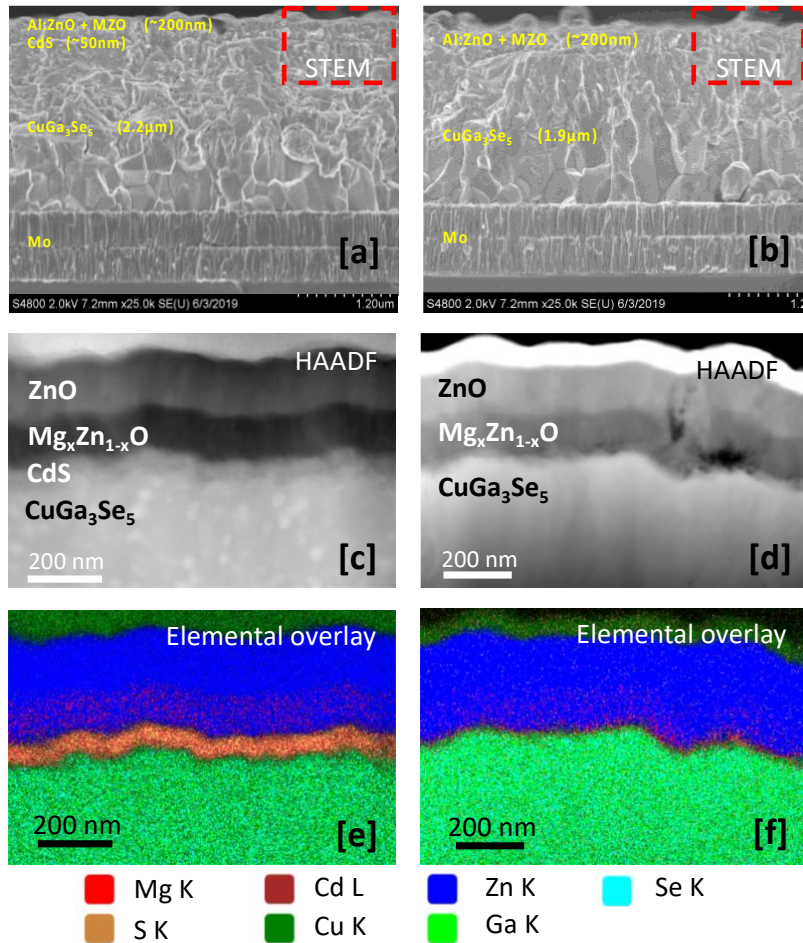 Al:ZnO + MZO (~200nm)
CdS (~50nm)
STEM
CuGa₃Se₅ (2.2µm)
Mo
[a]
S4800 2.0kV 7.2mm x25.0k SE(U) 6/3/2019
1.20um
Al:ZnO + MZO (~200nm)
STEM
CuGa₃Se₅ (1.9µm)
Mo
[b]
S4800 2.0kV 7.2mm x25.0k SE(U) 6/3/2019
HAADF
ZnO
MgₓZn₁₋ₓO
CdS
CuGa₃Se₅
200 nm
[c]
HAADF
ZnO
MgₓZn₁₋ₓO
CuGa₃Se₅
200 nm
[d]
Elemental overlay
200 nm
[e]
Elemental overlay
200 nm
[f]
Mg K
Cd L
Zn K
Se K
S K
Cu K
Ga K